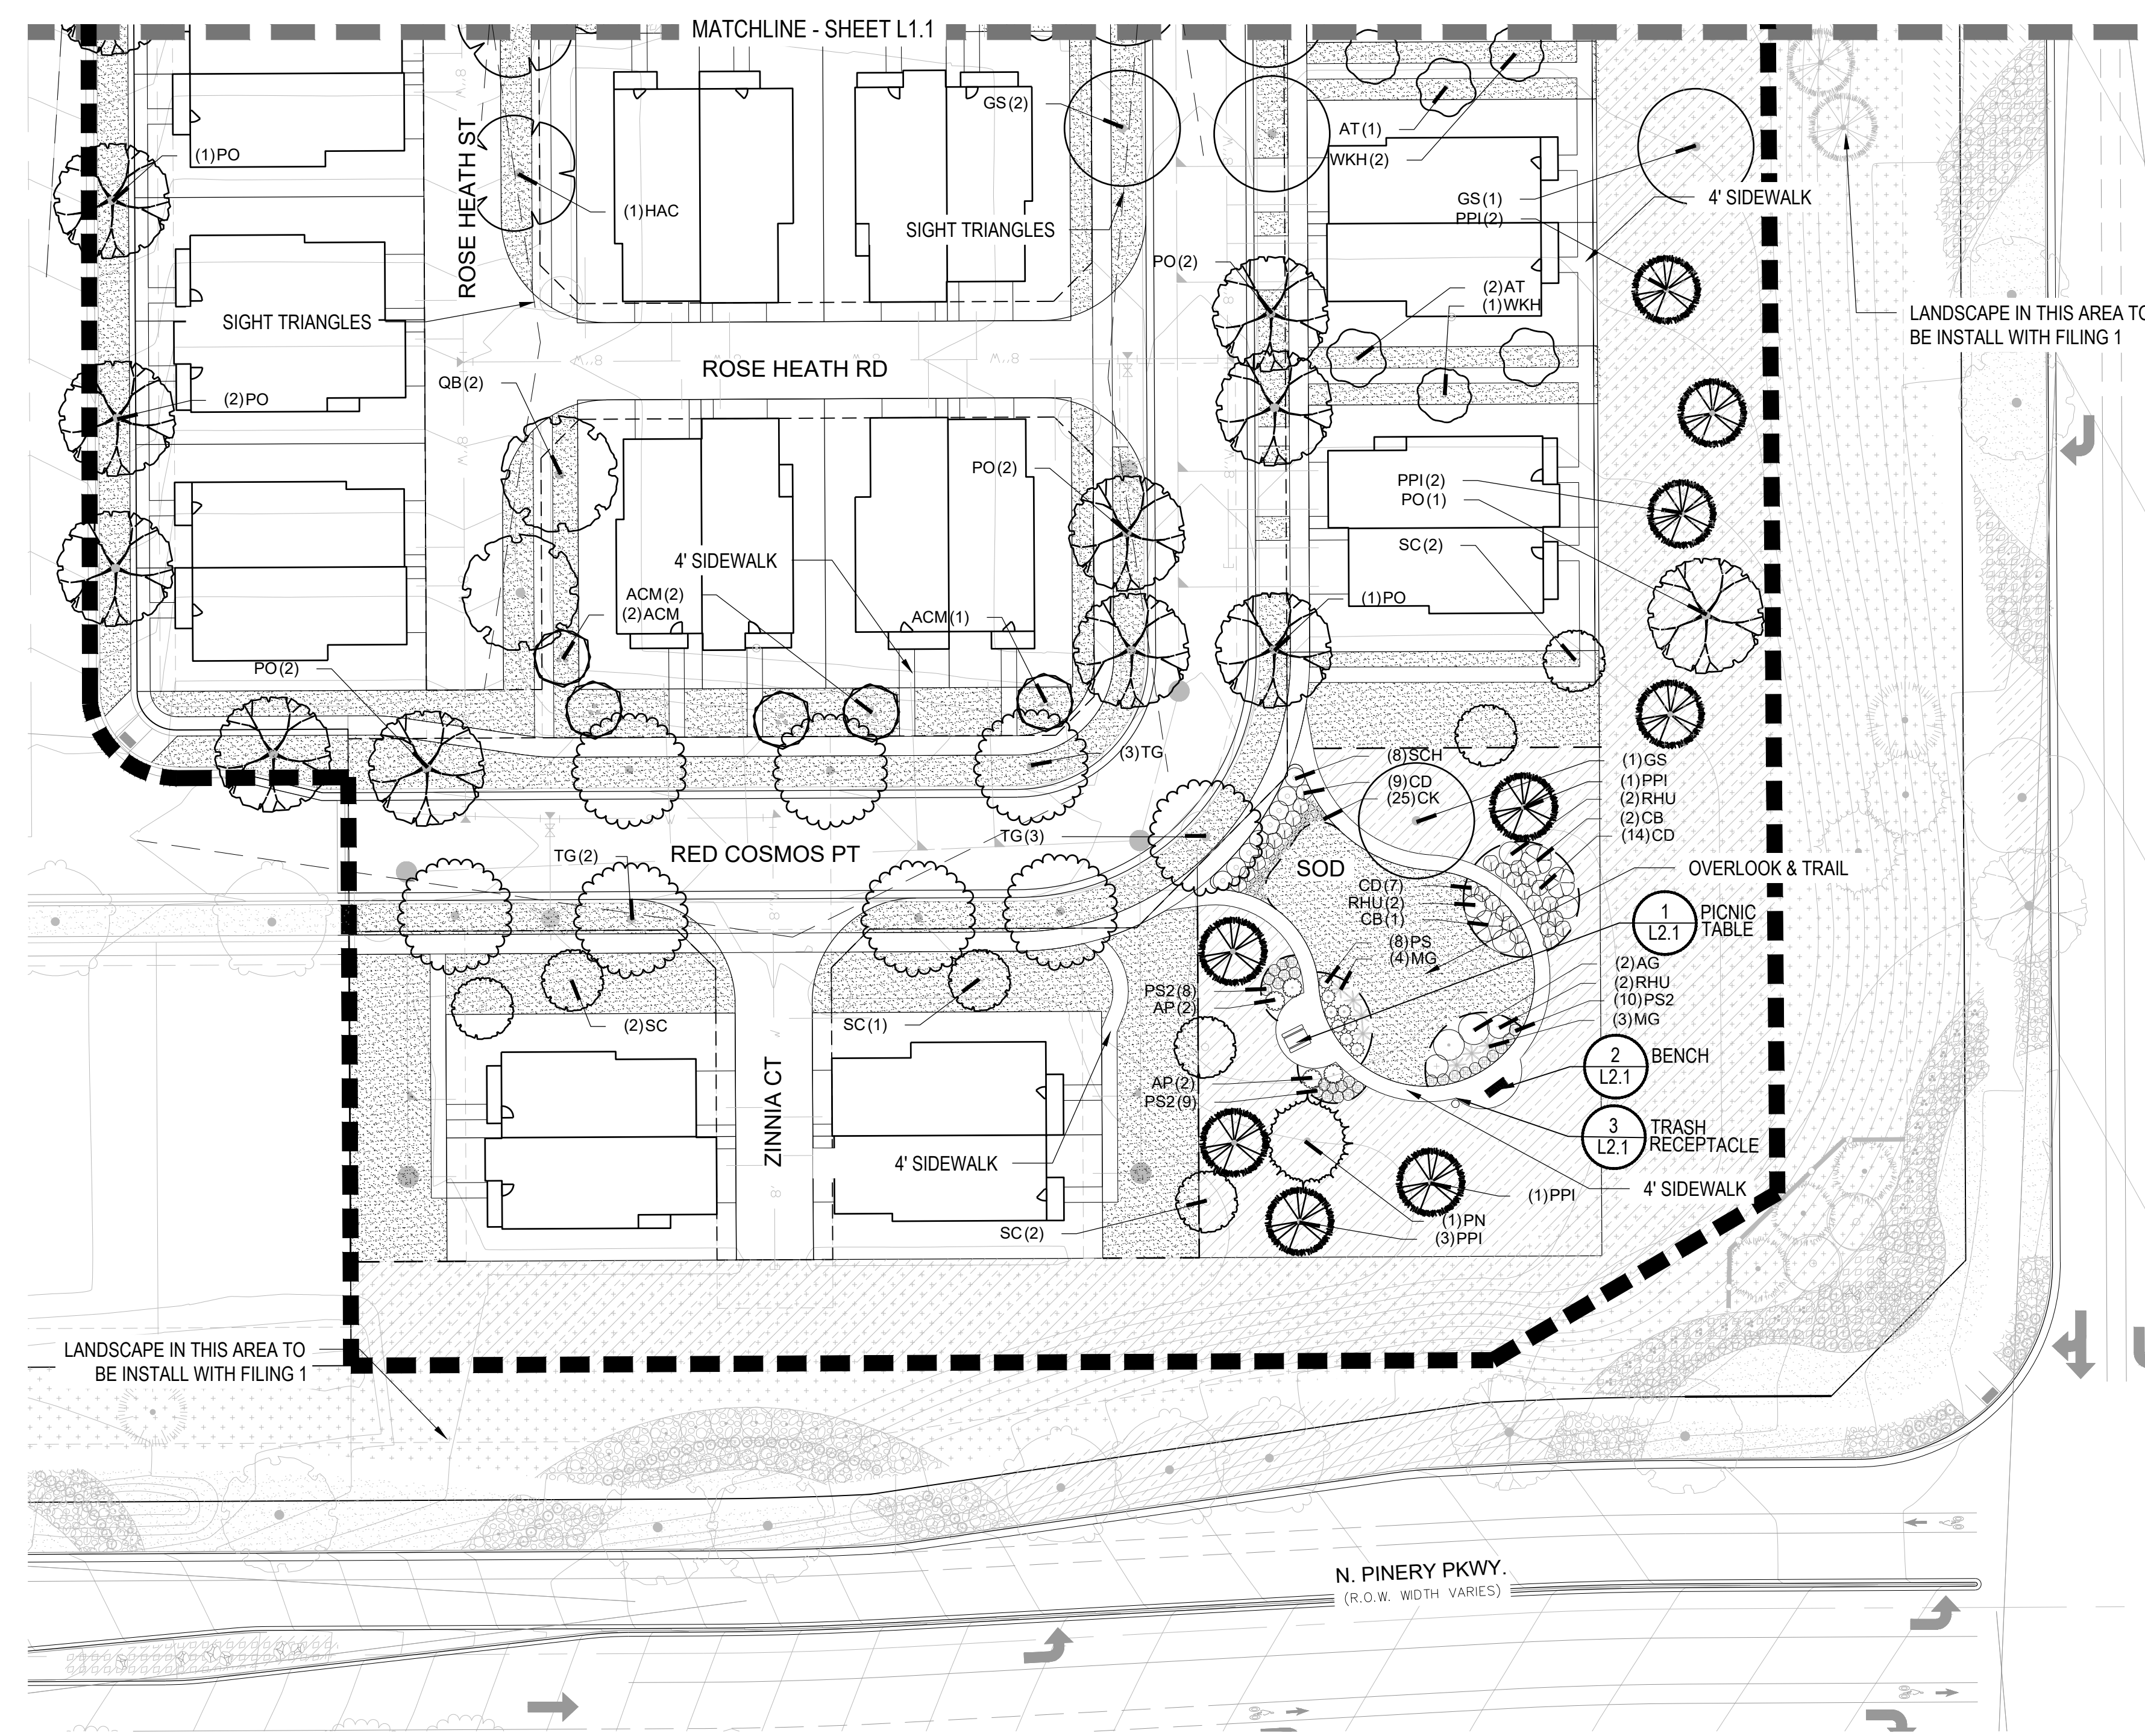 MATCHLINE - SHEET L1.1
GS(2)
AT(1)
WKH(2)
(1)PO
ROSE HEATH ST
(1)HAC
GS(1)
PPI(2)
4' SIDEWALK
SIGHT TRIANGLES
PO(2)
(2)AT
(1)WKH
LANDSCAPE IN THIS AREA TO
BE INSTALL WITH FILING 1
SIGHT TRIANGLES
ROSE HEATH RD
QB(2)
(2)PO
PO(2)
PPI(2)
PO(1)
SC(2)
4' SIDEWALK
ACM(2)
(2)ACM
ACM(1)
(1)PO
PO(2)
(3)TG
(8)SCH
(9)CD
(25)CK
(1)GS
(1)PPI
(2)RHU
(2)CB
(14)CD
TG(3)
TG(2)
RED COSMOS PT
SOD
OVERLOOK & TRAIL
CD(7)
RHU(2)
CB(1)
1
L2.1
PICNIC
TABLE
(8)PS
(4)MG
(2)AG
(2)RHU
(10)PS2
(3)MG
PS2(8)
AP(2)
(2)SC
SC(1)
2
L2.1
BENCH
ZINNIA CT
AP(2)
PS2(9)
3
L2.1
TRASH
RECEPTACLE
4' SIDEWALK
4' SIDEWALK
(1)PPI
(1)PN
(3)PPI
SC(2)
LANDSCAPE IN THIS AREA TO
BE INSTALL WITH FILING 1
N. PINERY PKWY.
(R.O.W. WIDTH VARIES)